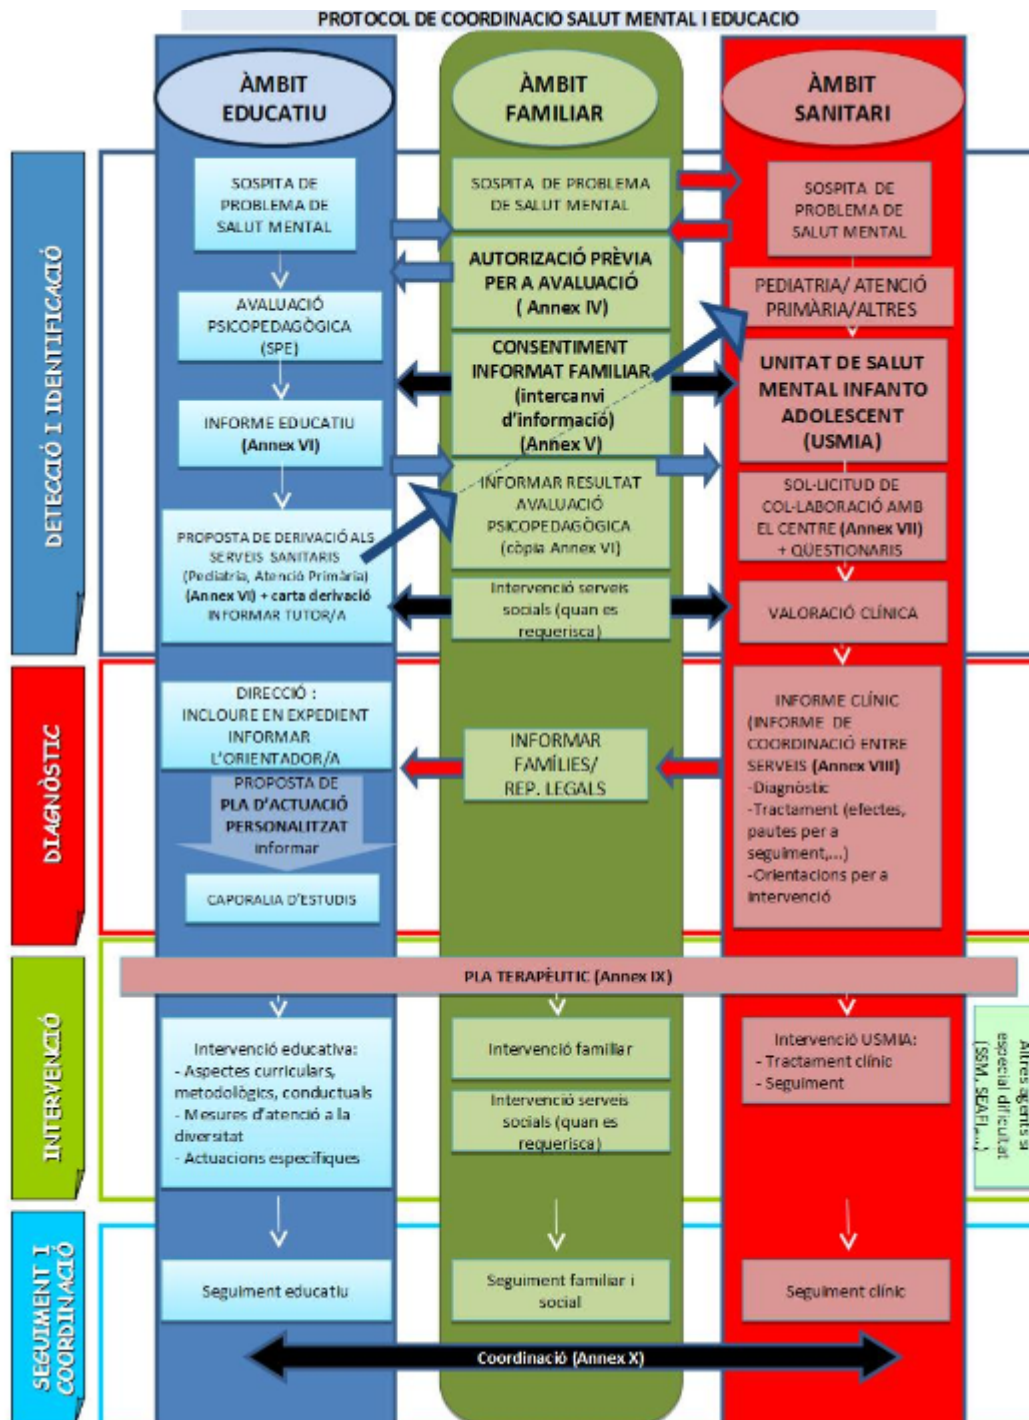 PROTOCOL DE COORDINACIÓ SALUT MENTAL I EDUCACIÓ
ÀMBIT
EDUCATIU
ÀMBIT
FAMILIAR
ÀMBIT
SANITARI
DETECCIÓ I IDENTIFICACIÓ
SOSPITA DE
PROBLEMA DE
SALUT MENTAL
AVALUACIÓ
PSICOPEDAGÒGICA
(SPE)
INFORME EDUCATIU
(Annex VI)
PROPOSTA DE DERIVACIÓ ALS
SERVEIS SANITARIS
(Pediatria, Atenció Primària)
(Annex VI) + carta derivació
INFORMAR TUTOR/A
SOSPITA DE PROBLEMA
DE SALUT MENTAL
AUTORIZACIÓ PRÈVIA
PER A AVALUACIÓ
( Annex IV)
CONSENTIMENT
INFORMAT FAMILIAR
(intercanvi
d'informació)
(Annex V)
INFORMAR RESULTAT
AVALUACIÓ
PSICOPEDAGÒGICA
(còpia Annex VI)
Intervenció serveis
socials (quan es
requerisca)
SOSPITA DE
PROBLEMA DE
SALUT MENTAL
PEDIATRIA/ ATENCIÓ
PRIMÀRIA/ALTRES
UNITAT DE SALUT
MENTAL INFANTO
ADOLESCENT
(USMIA)
SOL·LICITUD DE
COL·LABORACIÓ AMB
EL CENTRE (Annex VII)
+ QÜESTIONARIS
VALORACIÓ CLÍNICA
DIAGNÒSTIC
DIRECCIÓ :
INCLOURE EN EXPEDIENT
INFORMAR
L'ORIENTADOR/A
PROPOSTA DE
PLA D'ACTUACIÓ
PERSONALITZAT
informar
CAPORALIA D'ESTUDIS
INFORMAR
FAMÍLIES/
REP. LEGALS
INFORME CLÍNIC
(INFORME DE
COORDINACIÓ ENTRE
SERVEIS (Annex VIII)
-Diagnòstic
-Tractament (efectes,
pautes per a
seguiment,...)
-Orientacions per a
intervenció
INTERVENCIÓ
PLA TERAPÈUTIC (Annex IX)
Intervenció educativa:
- Aspectes curriculars,
metodològics, conductuals
- Mesures d'atenció a la
diversitat
- Actuacions específiques
Intervenció familiar
Intervenció serveis
socials (quan es
requerisca)
Intervenció USMIA:
- Tractament clínic
- Seguiment
Altres agents si
especial dificultat
(SSM, SEAFI,...)
SEGUIMENT I
COORDINACIÓ
Seguiment educatiu
Seguiment familiar i
social
Seguiment clínic
Coordinació (Annex X)